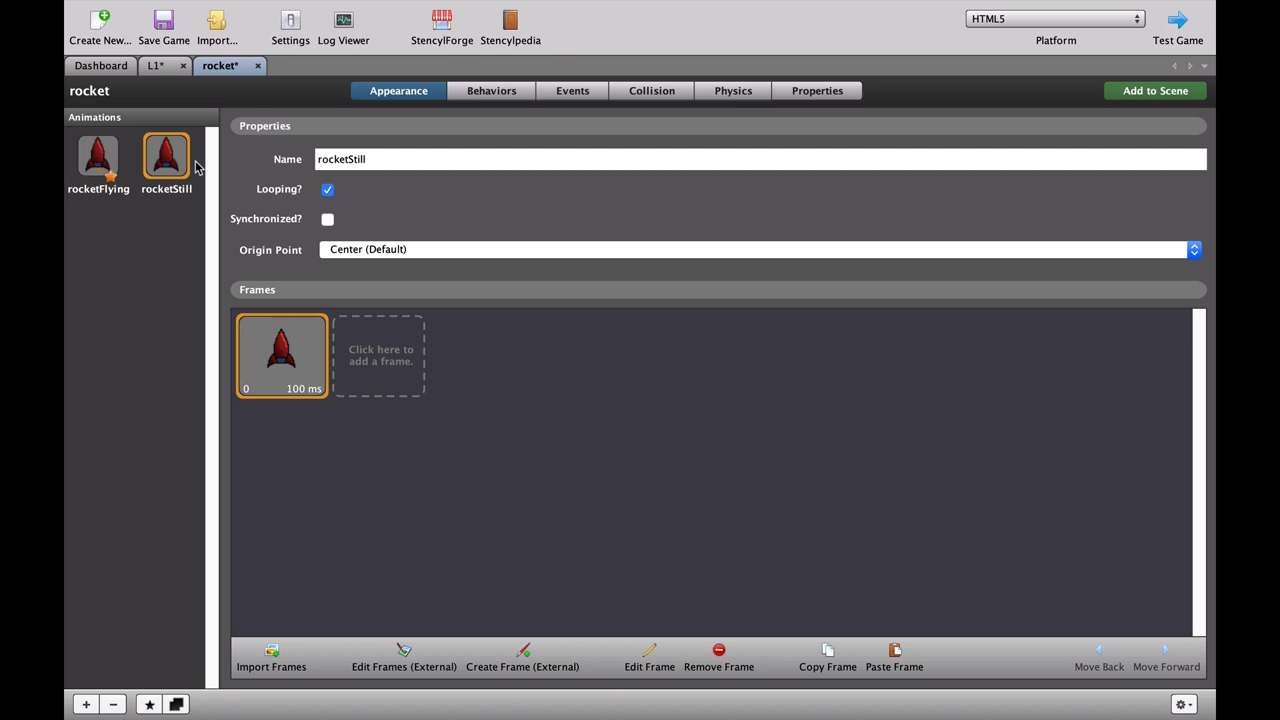 Create New... Save Game Import... Settings Log Viewer StencylForge Stencylpedia HTML5 Platform Test Game
Dashboard L1* × rocket* ×
rocket Appearance Behaviors Events Collision Physics Properties Add to Scene
Animations
rocketFlying rocketStill
Properties
Name rocketStill
Looping?
Synchronized?
Origin Point Center (Default)
Frames
0 100 ms
Click here to
add a frame.
Import Frames Edit Frames (External) Create Frame (External) Edit Frame Remove Frame Copy Frame Paste Frame Move Back Move Forward